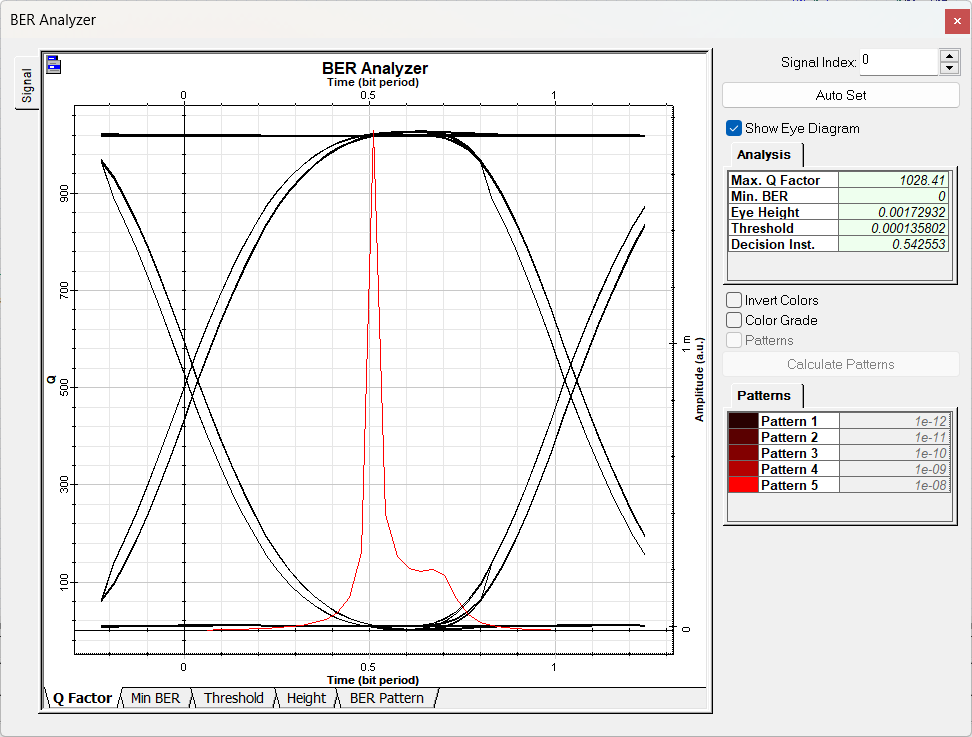 BER Analyzer
Signal
BER Analyzer
Time (bit period)
0 0.5 1
900
700
500
300
100
Q
1 m
0
Amplitude (a.u.)
0 0.5 1
Time (bit period)
Q Factor Min BER Threshold Height BER Pattern
Signal Index: 0
Auto Set
Show Eye Diagram
Analysis
Max. Q Factor 1028.41
Min. BER 0
Eye Height 0.00172932
Threshold 0.000135802
Decision Inst. 0.542553
Invert Colors
Color Grade
Patterns
Calculate Patterns
Patterns
Pattern 1 1e-12
Pattern 2 1e-11
Pattern 3 1e-10
Pattern 4 1e-09
Pattern 5 1e-08